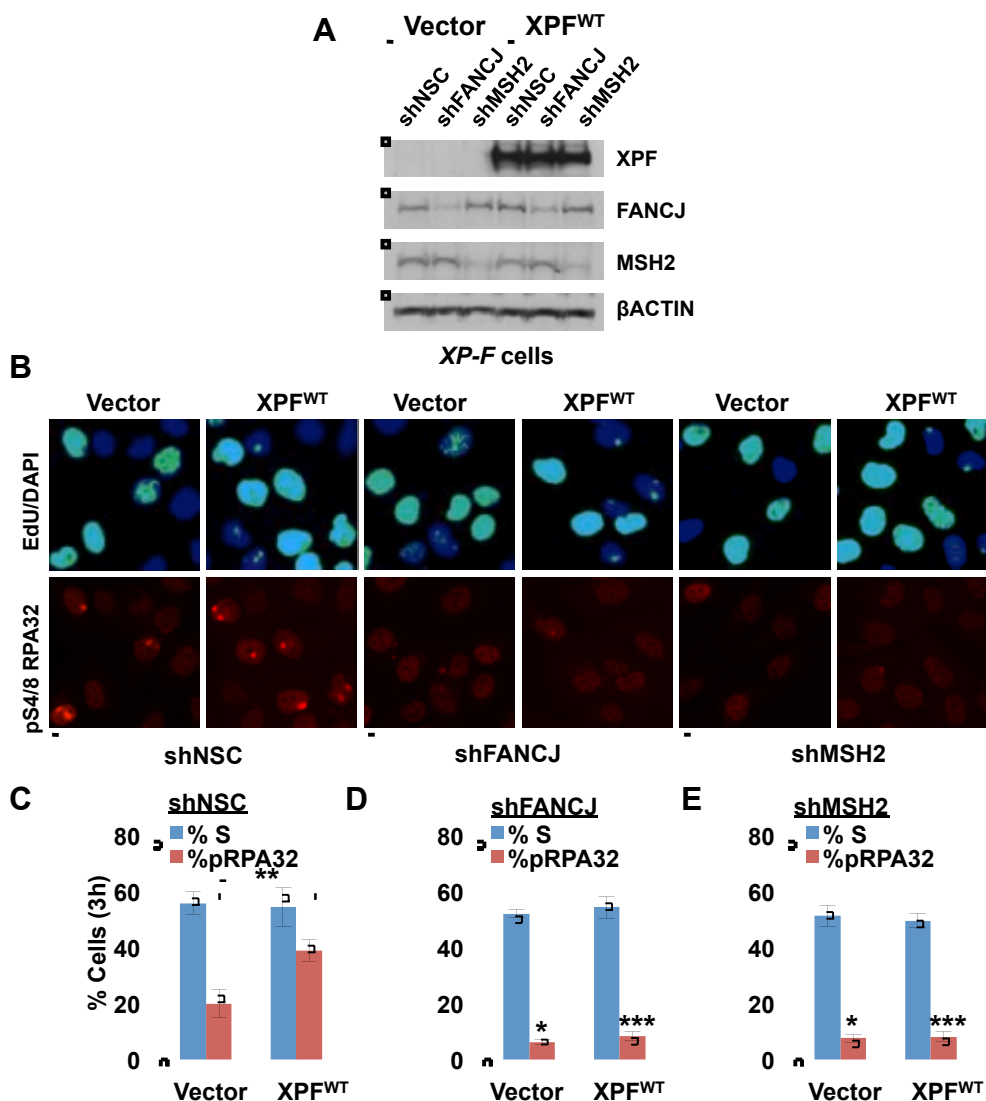 A
Vector XPFWT
shNSC shFANCJ shMSH2 shNSC shFANCJ shMSH2
XPF
FANCJ
MSH2
βACTIN
XP-F cells
B
Vector XPFWT Vector XPFWT Vector XPFWT
EdU/DAPI
pS4/8 RPA32
shNSC shFANCJ shMSH2
C
shNSC
% S
%pRPA32
**
80
60
40
20
0
% Cells (3h)
Vector XPFWT
D
shFANCJ
% S
%pRPA32
80
60
40
20
0
* ***
Vector XPFWT
E
shMSH2
% S
%pRPA32
80
60
40
20
0
* ***
Vector XPFWT